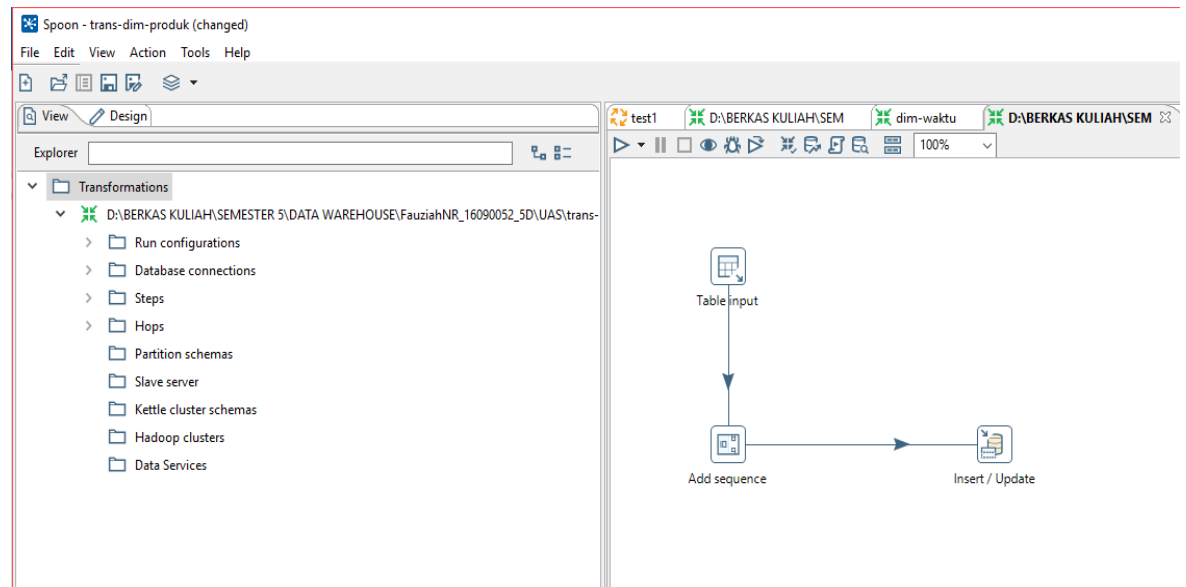 Spoon - trans-dim-produk (changed)
File Edit View Action Tools Help
View Design
Explorer
Transformations
D:\BERKAS KULIAH\SEMESTER 5\DATA WAREHOUSE\FauziahNR_16090052_5D\UAS\trans-
Run configurations
Database connections
Steps
Hops
Partition schemas
Slave server
Kettle cluster schemas
Hadoop clusters
Data Services
test1 D:\BERKAS KULIAH\SEM dim-waktu D:\BERKAS KULIAH\SEM
100%
Table input
Add sequence Insert / Update